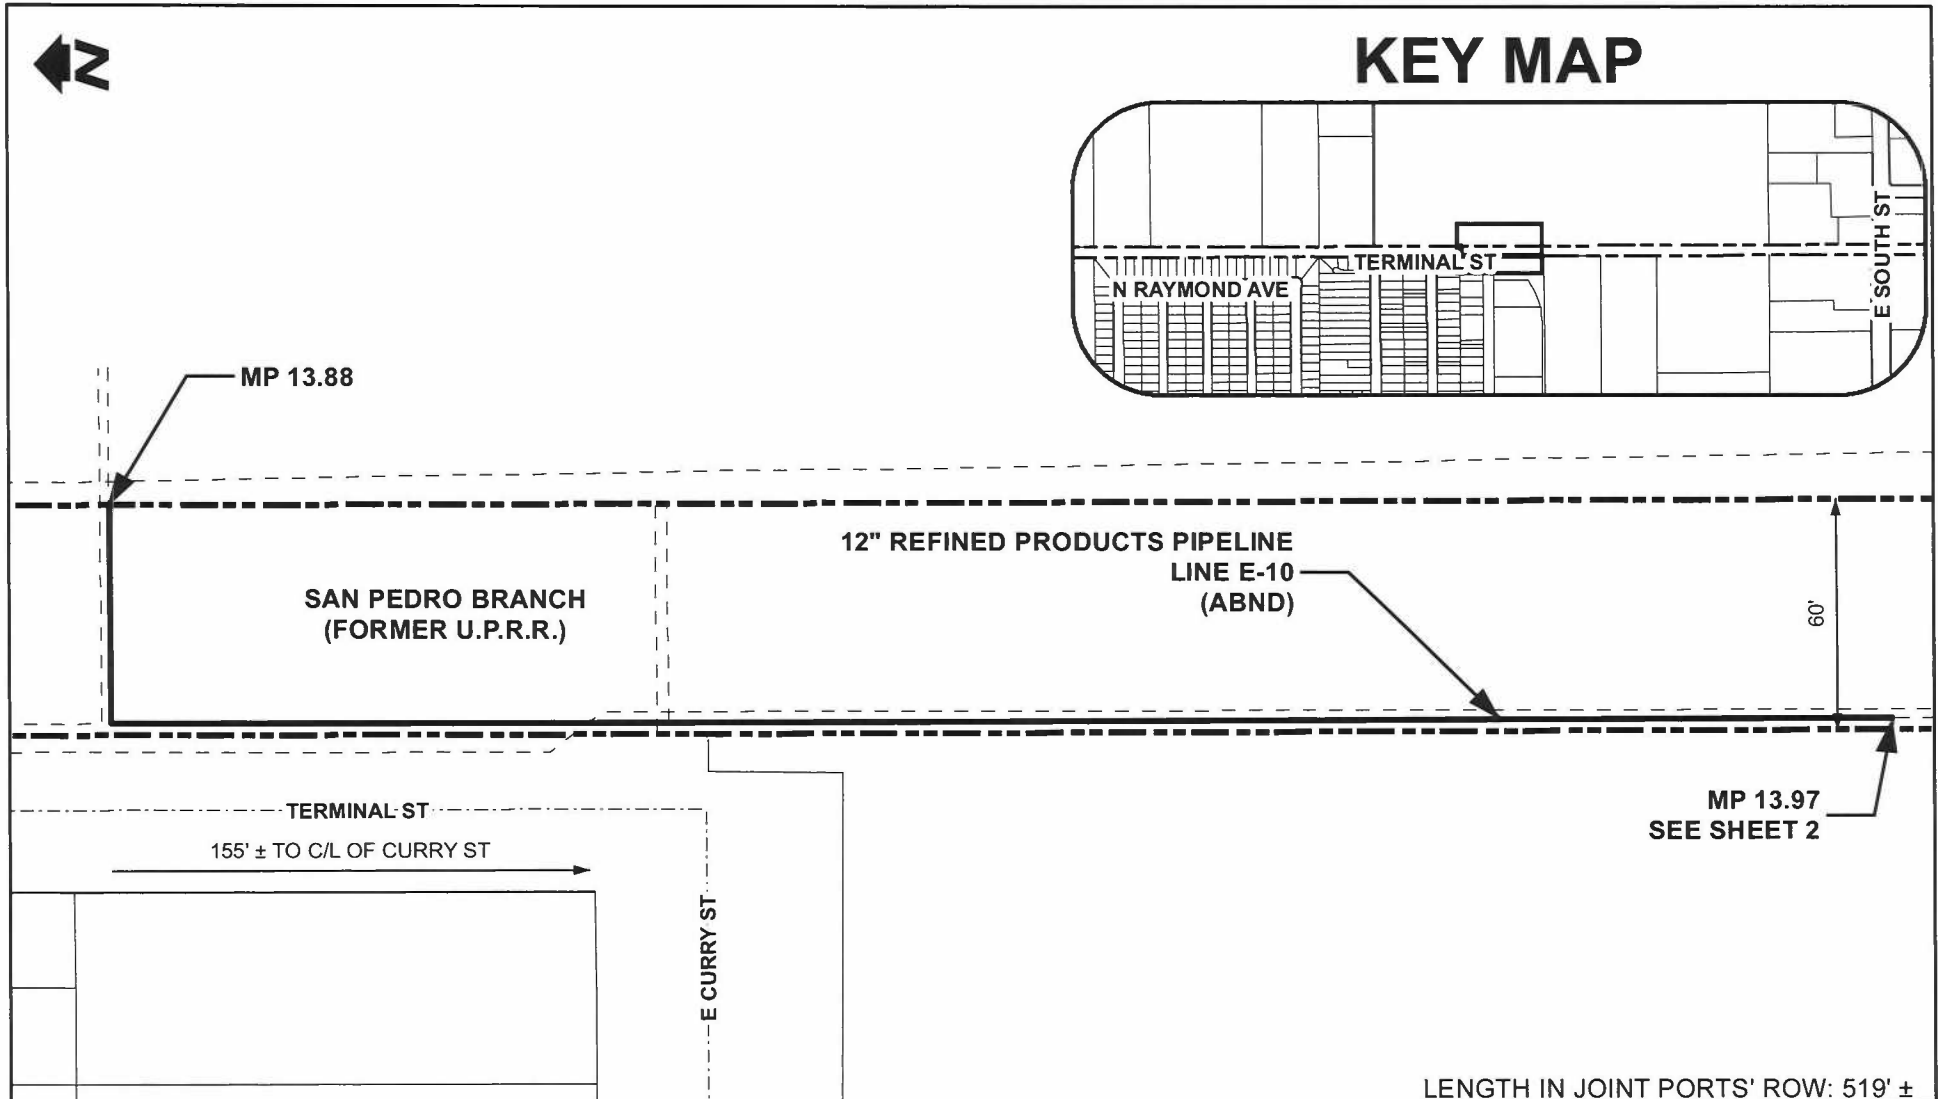 N
KEY MAP
TERMINAL ST
N RAYMOND AVE
E SOUTH ST
MP 13.88
12" REFINED PRODUCTS PIPELINE
LINE E-10
(ABND)
SAN PEDRO BRANCH
(FORMER U.P.R.R.)
60'
MP 13.97
SEE SHEET 2
TERMINAL ST
155' ± TO C/L OF CURRY ST
E CURRY ST
LENGTH IN JOINT PORTS' ROW: 519' ±